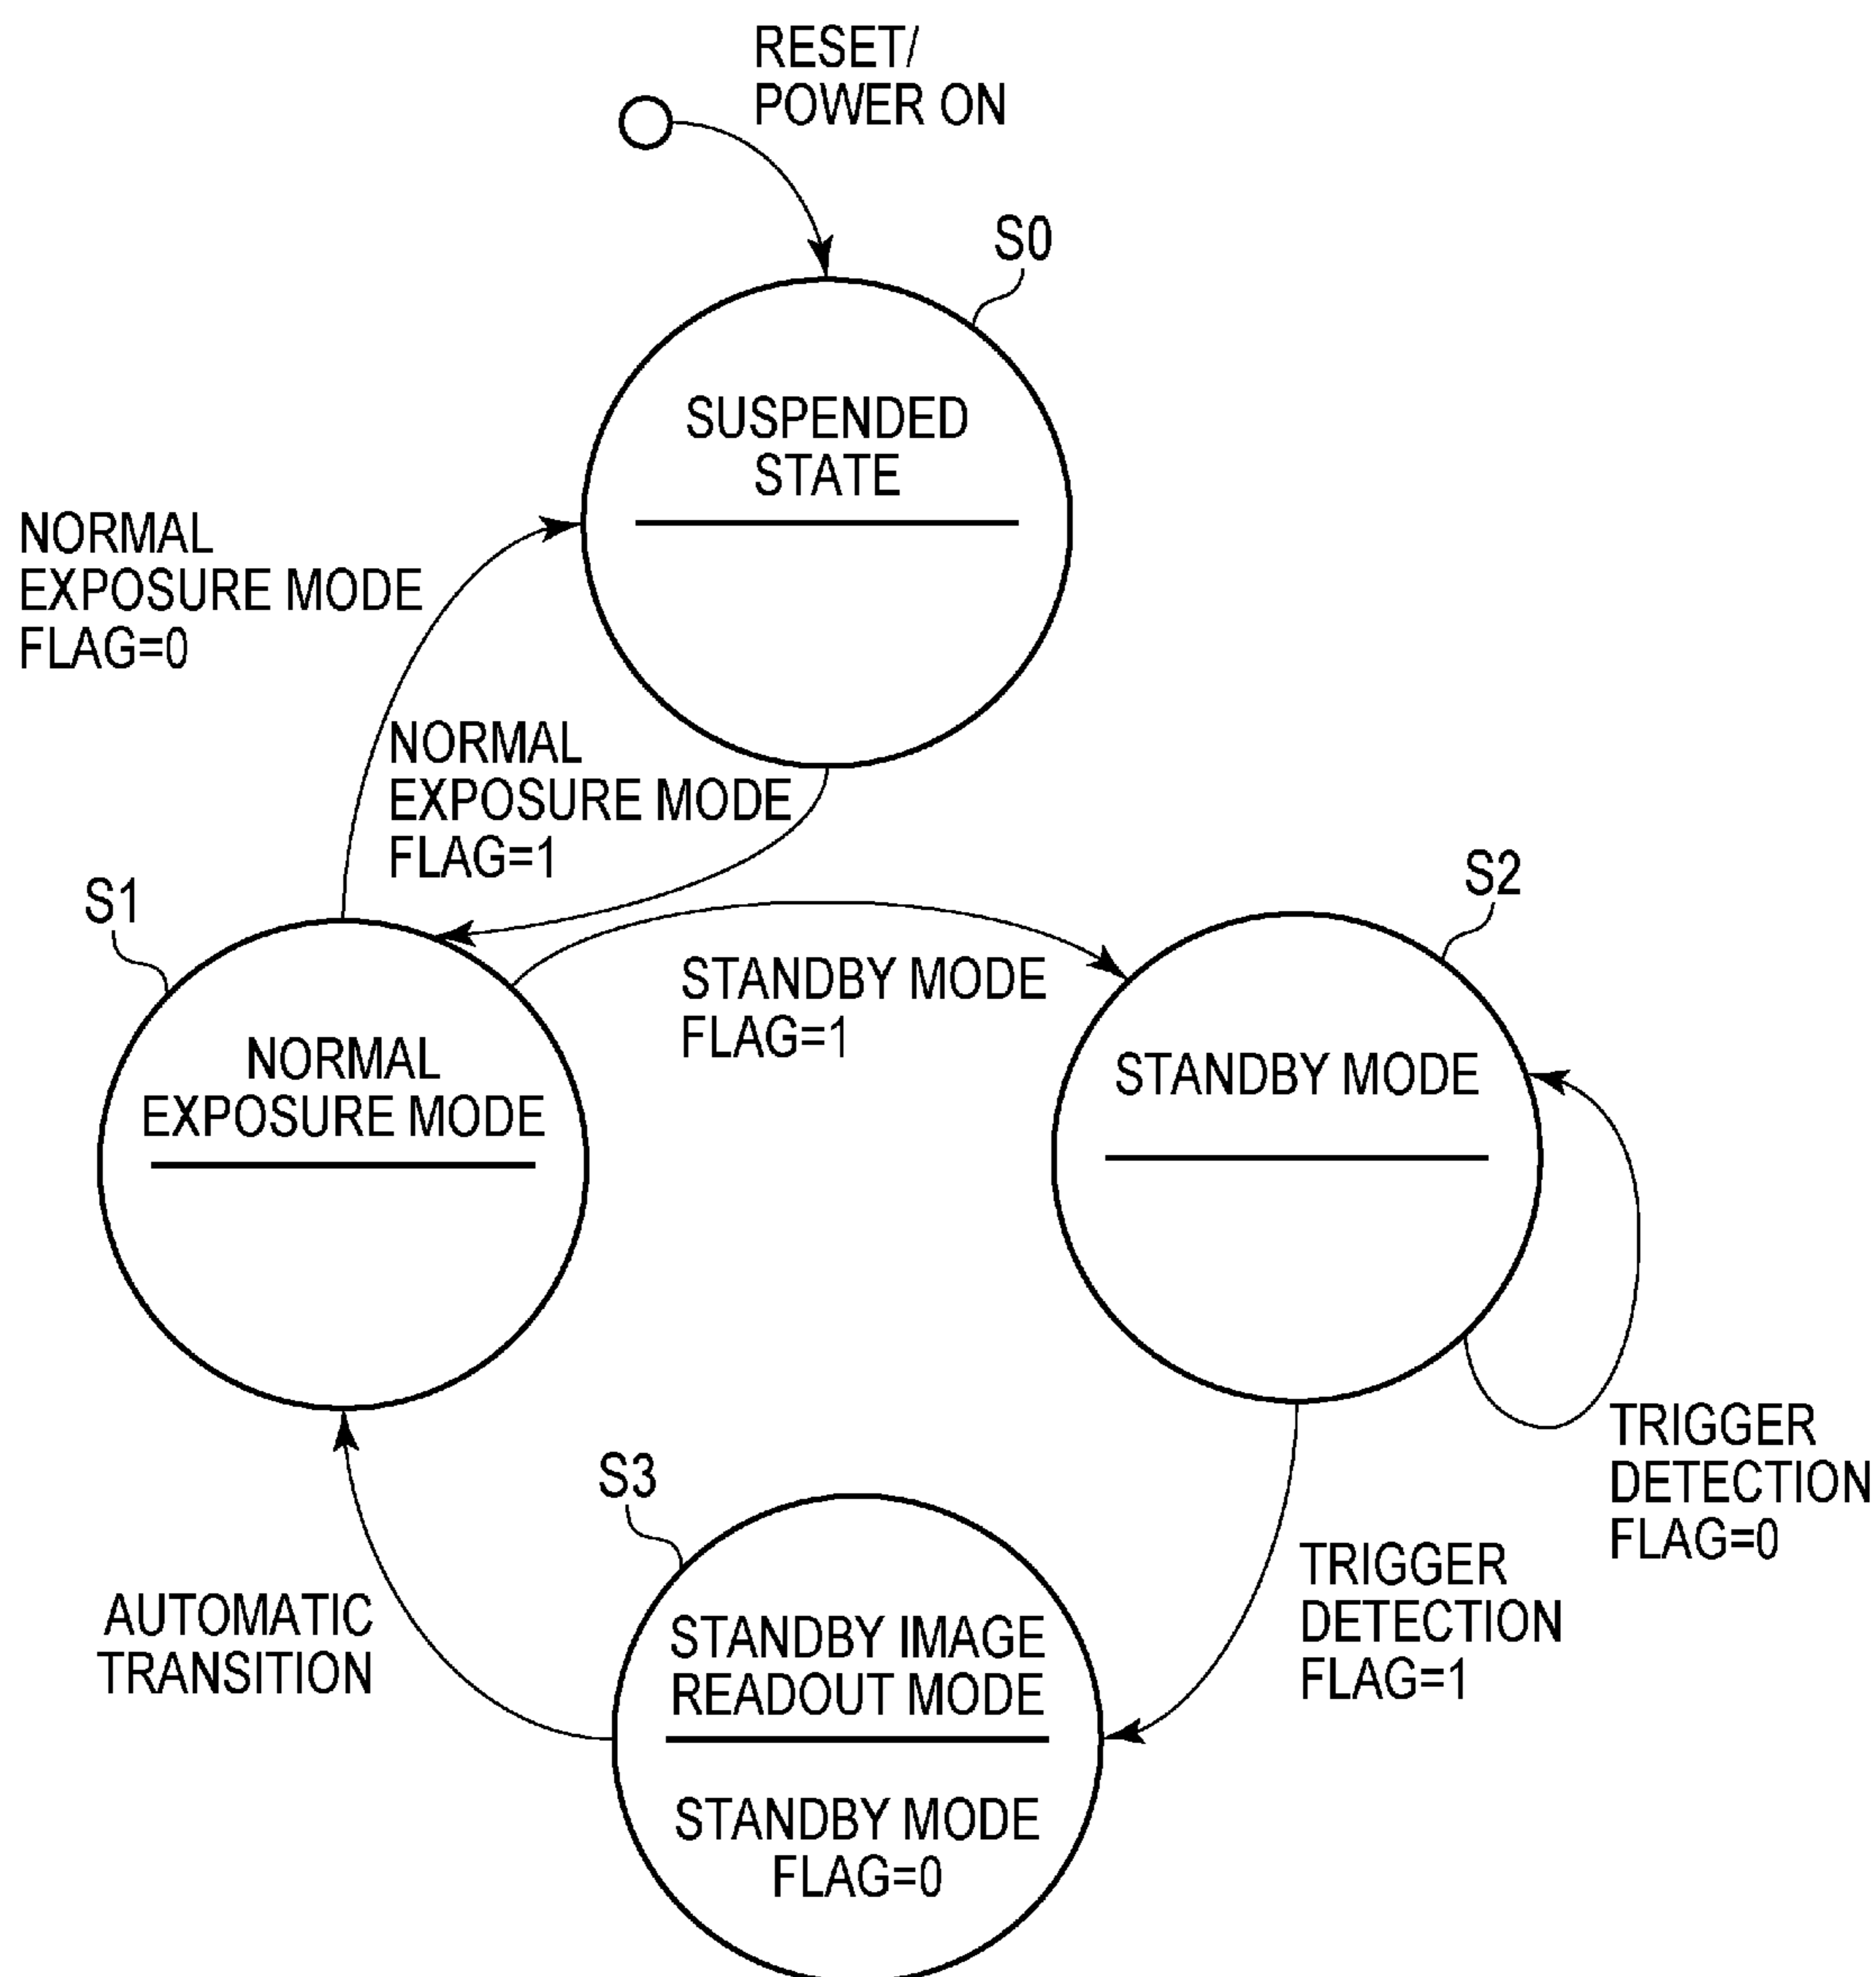 RESET/
POWER ON
S0
SUSPENDED
STATE
NORMAL
EXPOSURE MODE
FLAG=0
NORMAL
EXPOSURE MODE
FLAG=1
S1
S2
STANDBY MODE
FLAG=1
NORMAL
EXPOSURE MODE
STANDBY MODE
TRIGGER
DETECTION
FLAG=0
S3
TRIGGER
DETECTION
FLAG=1
AUTOMATIC
TRANSITION
STANDBY IMAGE
READOUT MODE
STANDBY MODE
FLAG=0